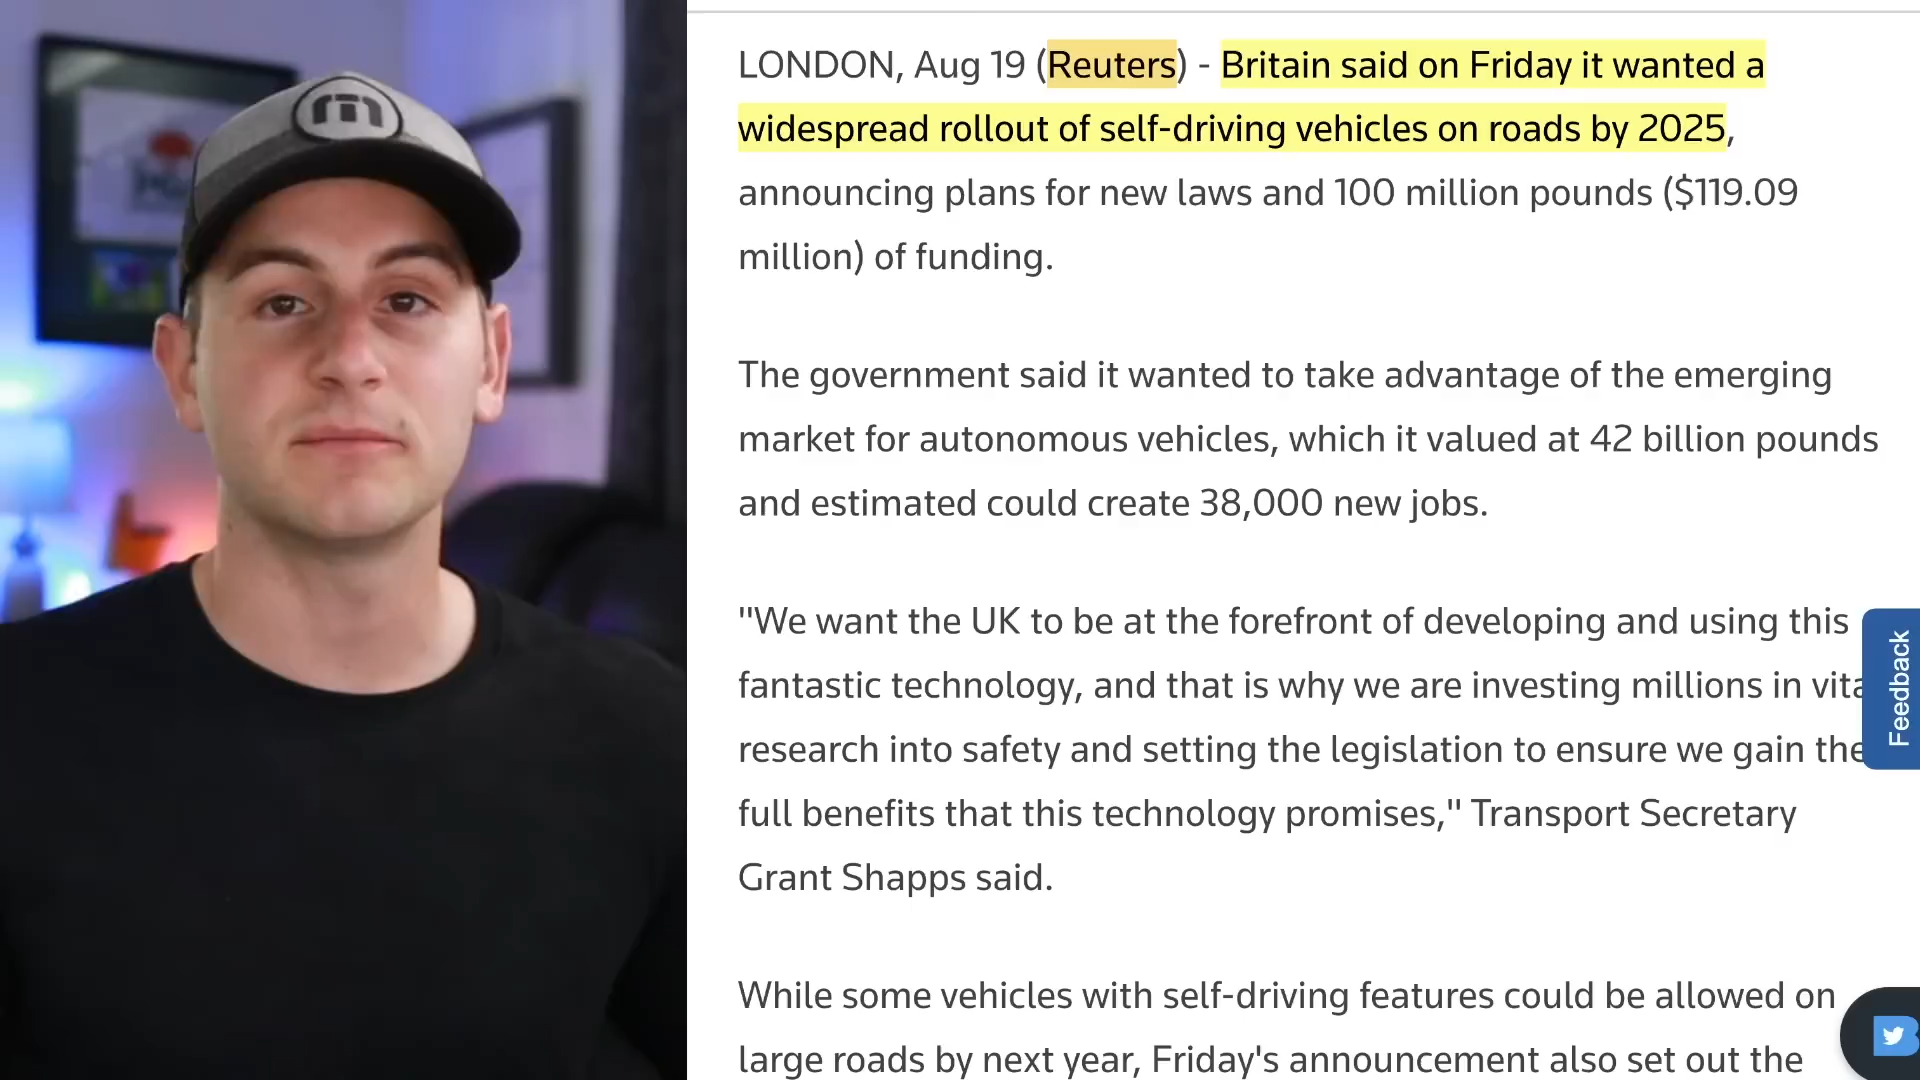 LONDON, Aug 19 (Reuters) - Britain said on Friday it wanted a
widespread rollout of self-driving vehicles on roads by 2025,
announcing plans for new laws and 100 million pounds ($119.09
million) of funding.
The government said it wanted to take advantage of the emerging
market for autonomous vehicles, which it valued at 42 billion pounds
and estimated could create 38,000 new jobs.
"We want the UK to be at the forefront of developing and using this
fantastic technology, and that is why we are investing millions in vita
research into safety and setting the legislation to ensure we gain the
full benefits that this technology promises," Transport Secretary
Grant Shapps said.
While some vehicles with self-driving features could be allowed on
large roads by next year, Friday's announcement also set out the
Feedback